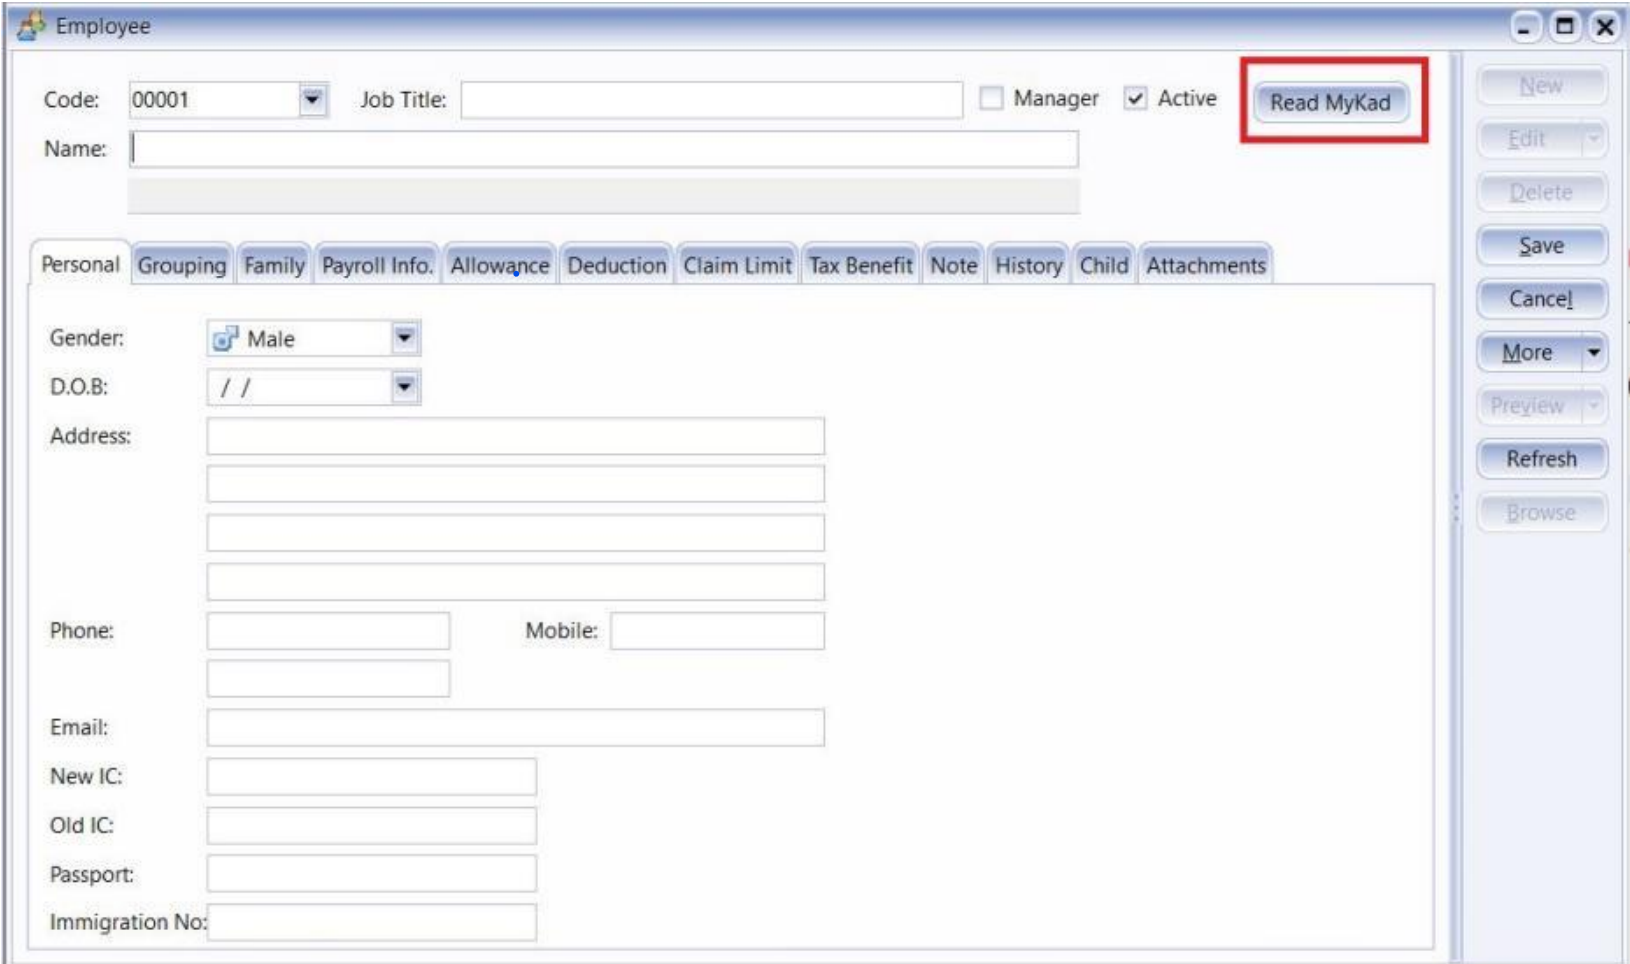 Employee
Code: 00001 Job Title: Manager Active Read MyKad
Name:
Personal Grouping Family Payroll Info. Allowance Deduction Claim Limit Tax Benefit Note History Child Attachments
Gender: Male
D.O.B: / /
Address:
Phone: Mobile:
Email:
New IC:
Old IC:
Passport:
Immigration No:
New
Edit
Delete
Save
Cancel
More
Preview
Refresh
Browse